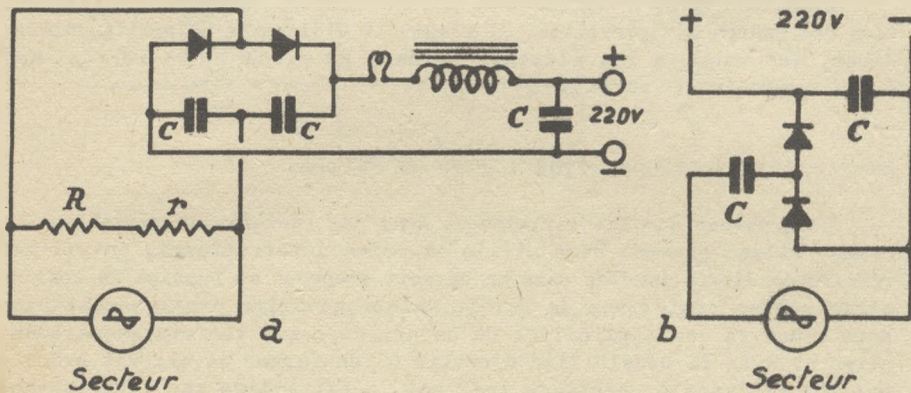 + 220v −
C C
+
C 220v
−
C
C
R r
a b
Secteur Secteur